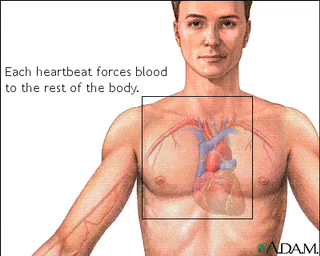 Each heartbeat forces blood
to the rest of the body.
A.D.A.M.